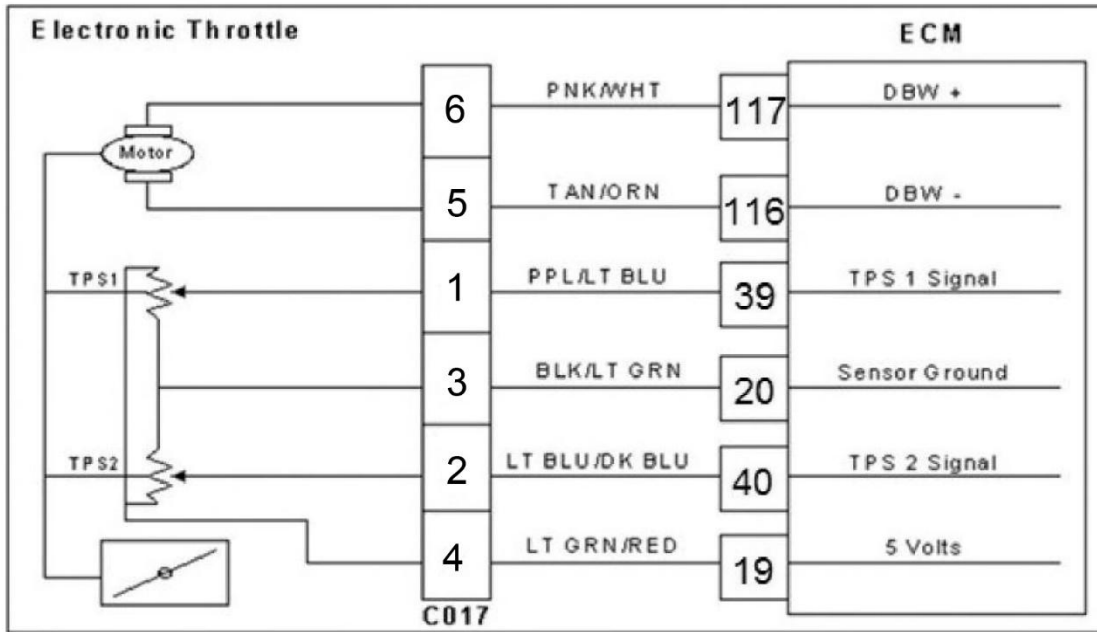 Electronic Throttle
ECM
6 PNK/WHT 117 DBW +
Motor
5 TAN/ORN 116 DBW -
TPS1 1 PPL/LT BLU 39 TPS 1 Signal
3 BLK/LT GRN 20 Sensor Ground
TPS2 2 LT BLU/DK BLU 40 TPS 2 Signal
4 LT GRN/RED 19 5 Volts
C017